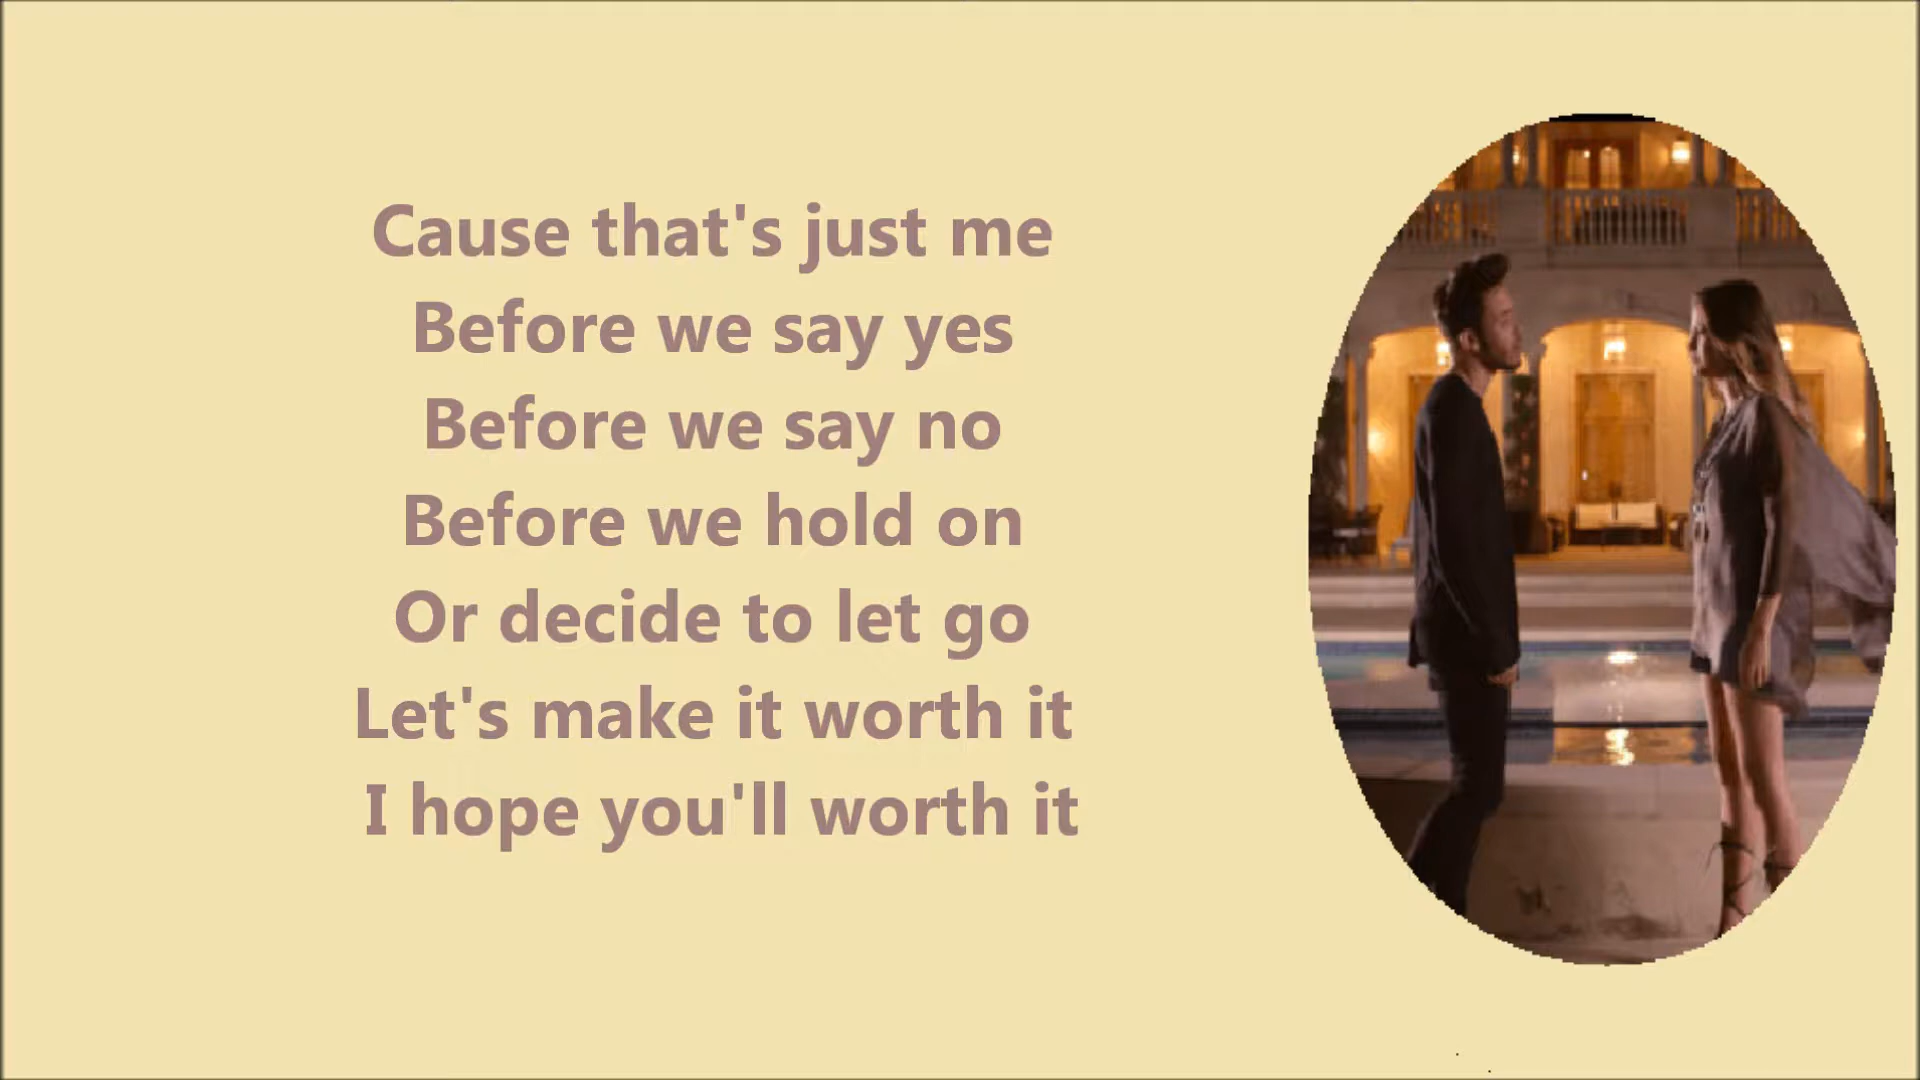 Cause that's just me
Before we say yes
Before we say no
Before we hold on
Or decide to let go
Let's make it worth it
I hope you'll worth it